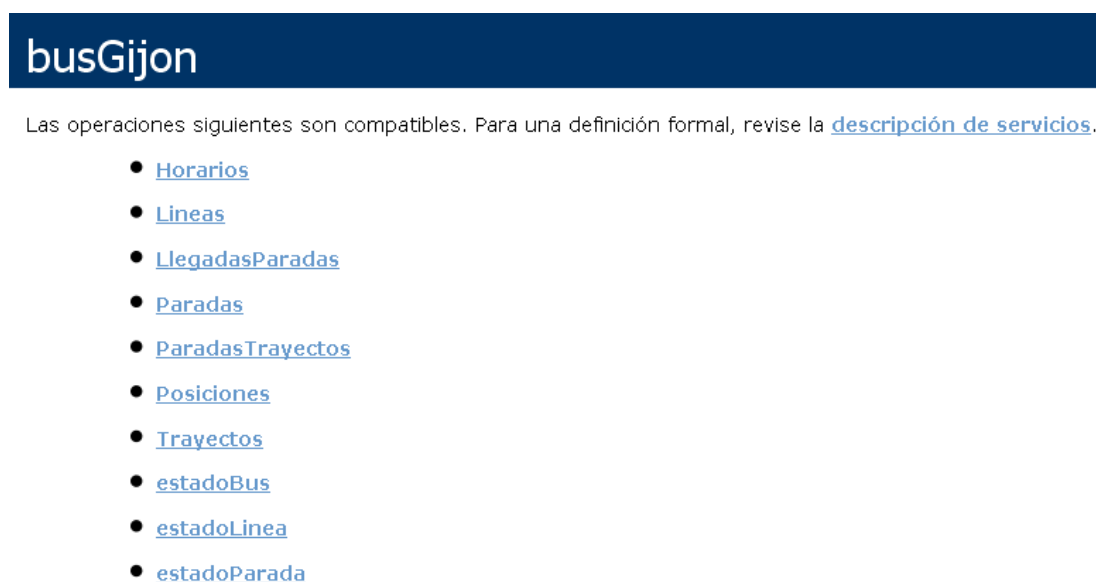 busGijon
Las operaciones siguientes son compatibles. Para una definición formal, revise la descripción de servicios.
Horarios
Lineas
LlegadasParadas
Paradas
ParadasTrayectos
Posiciones
Trayectos
estadoBus
estadoLinea
estadoParada